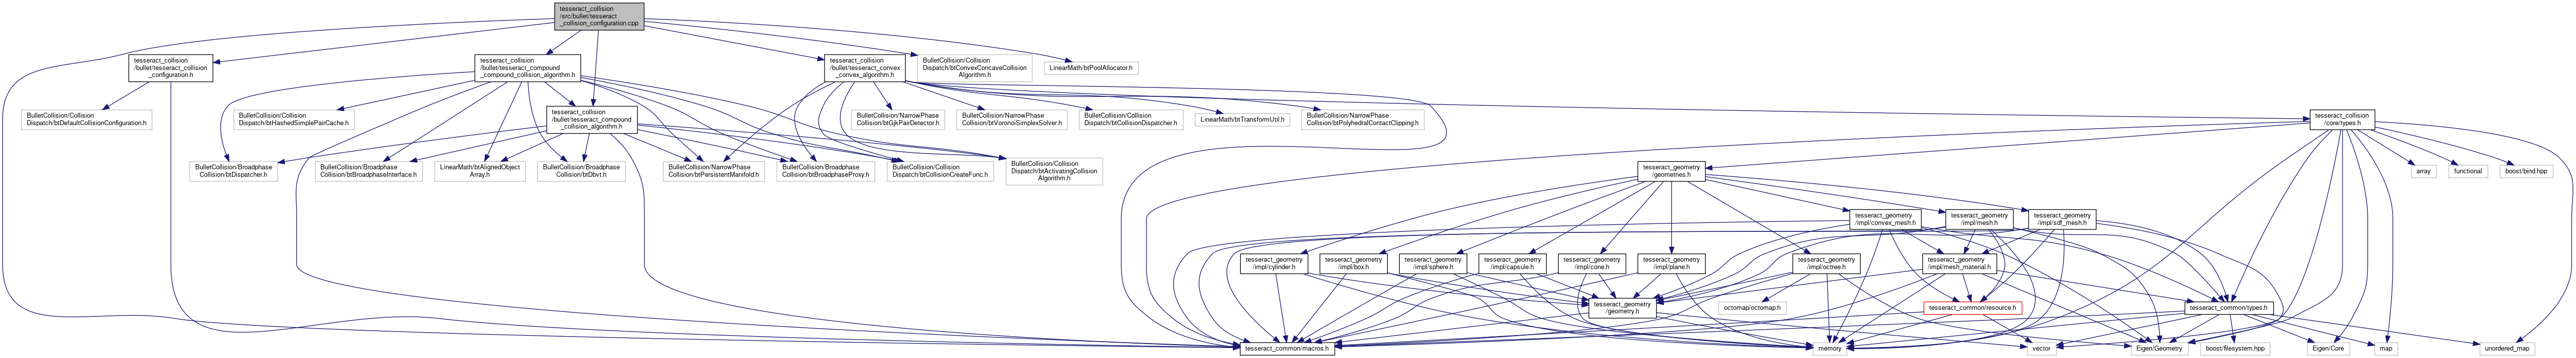 tesseract_collision
/src/bullet/tesseract
_collision_configuration.cpp
tesseract_collision
/bullet/tesseract_collision
_configuration.h
tesseract_collision
/bullet/tesseract_compound
_compound_collision_algorithm.h
tesseract_collision
/bullet/tesseract_convex
_convex_algorithm.h
BulletCollision/Collision
Dispatch/btConvexConcaveCollision
Algorithm.h
LinearMath/btPoolAllocator.h
BulletCollision/Collision
Dispatch/btDefaultCollisionConfiguration.h
BulletCollision/Collision
Dispatch/btHashedSimplePairCache.h
tesseract_collision
/bullet/tesseract_compound
_collision_algorithm.h
BulletCollision/NarrowPhase
Collision/btGjkPairDetector.h
BulletCollision/NarrowPhase
Collision/btVoronoiSimplexSolver.h
BulletCollision/Collision
Dispatch/btCollisionDispatcher.h
LinearMath/btTransformUtil.h
BulletCollision/NarrowPhase
Collision/btPolyhedralContactClipping.h
tesseract_collision
/core/types.h
BulletCollision/Broadphase
Collision/btDispatcher.h
BulletCollision/Broadphase
Collision/btBroadphaseInterface.h
LinearMath/btAlignedObject
Array.h
BulletCollision/Broadphase
Collision/btDbvt.h
BulletCollision/NarrowPhase
Collision/btPersistentManifold.h
BulletCollision/Broadphase
Collision/btBroadphaseProxy.h
BulletCollision/Collision
Dispatch/btCollisionCreateFunc.h
BulletCollision/Collision
Dispatch/btActivatingCollision
Algorithm.h
tesseract_geometry
/geometries.h
array
functional
boost/bind.hpp
tesseract_geometry
/impl/convex_mesh.h
tesseract_geometry
/impl/mesh.h
tesseract_geometry
/impl/sdf_mesh.h
tesseract_geometry
/impl/cylinder.h
tesseract_geometry
/impl/box.h
tesseract_geometry
/impl/sphere.h
tesseract_geometry
/impl/capsule.h
tesseract_geometry
/impl/cone.h
tesseract_geometry
/impl/plane.h
tesseract_geometry
/impl/octree.h
tesseract_geometry
/impl/mesh_material.h
tesseract_geometry
/geometry.h
octomap/octomap.h
tesseract_common/resource.h
tesseract_common/types.h
tesseract_common/macros.h
memory
vector
Eigen/Geometry
boost/filesystem.hpp
Eigen/Core
map
unordered_map